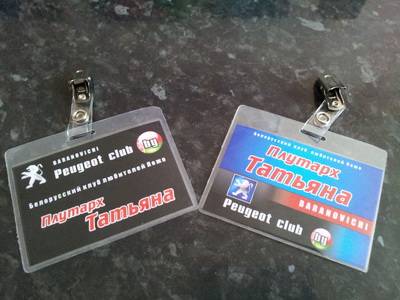 BARANOVICHI
Peugeot club
by
Белорусский клуб любителей Пежо
Плутарх
Татьяна
Белорусский клуб любителей Пежо
Плутарх
Татьяна
BARANOVICHI
Peugeot club
by